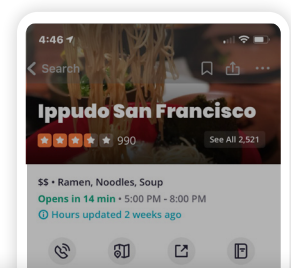 4:46
Search
Ippudo San Francisco
990
See All 2,521
$$ • Ramen, Noodles, Soup
Opens in 14 min • 5:00 PM - 8:00 PM
Hours updated 2 weeks ago